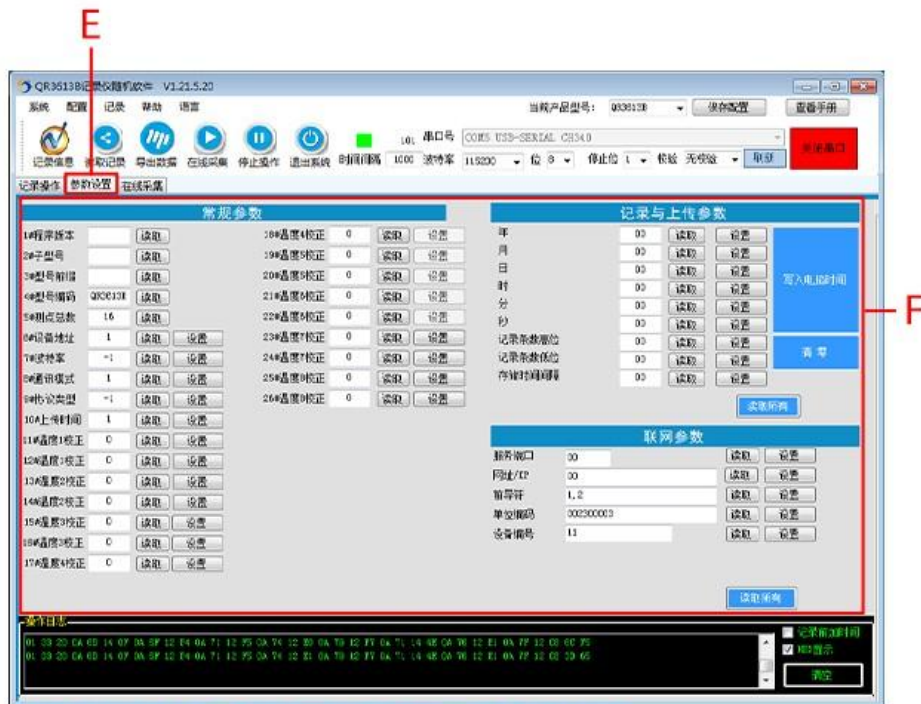 E
QR3613B记录仪随机软件 V1.21.5.20
系统 配置 记录 帮助 语言 当前产品型号： QR3613B 保存配置 查看手册
101 串口号 COM5 USB-SERIAL CH340
记录信息 读取记录 导出数据 在线采集 停止操作 退出系统 时间间隔 1000 波特率 115200 位 8 停止位 1 校验 无校验 刷新 关闭串口
记录操作 参数设置 在线采集
常规参数 记录与上传参数
1#程序版本 读取 18#温度4校正 0 读取 设置 年 00 读取 设置
2#子型号 读取 19#温度5校正 0 读取 设置 月 00 读取 设置
3#型号前缀 读取 20#湿度5校正 0 读取 设置 日 00 读取 设置 写入电脑时间
4#型号编码 QR3613B 读取 21#温度6校正 0 读取 设置 时 00 读取 设置
5#测点总数 16 读取 22#湿度6校正 0 读取 设置 分 00 读取 设置
6#设备地址 1 读取 设置 23#温度7校正 0 读取 设置 秒 00 读取 设置
7#波特率 -1 读取 设置 24#湿度7校正 0 读取 设置 记录条数高位 00 读取 设置 清零
8#通讯模式 1 读取 设置 25#温度8校正 0 读取 设置 记录条数低位 00 读取 设置
9#协议类型 -1 读取 设置 26#湿度8校正 0 读取 设置 存储时间间隔 00 读取 设置
10#上传时间 1 读取 设置 读取所有
11#温度1校正 0 读取 设置 联网参数
12#湿度1校正 0 读取 设置 服务端口 00 读取 设置
13#温度2校正 0 读取 设置 网址/IP 00 读取 设置
14#湿度2校正 0 读取 设置 前导符 1,2 读取 设置
15#温度3校正 0 读取 设置 单位编码 002300003 读取 设置
16#湿度3校正 0 读取 设置 设备编号 11 读取 设置
17#温度4校正 0 读取 设置
读取所有
F
操作日志
记录前加时间
HEX显示
清空